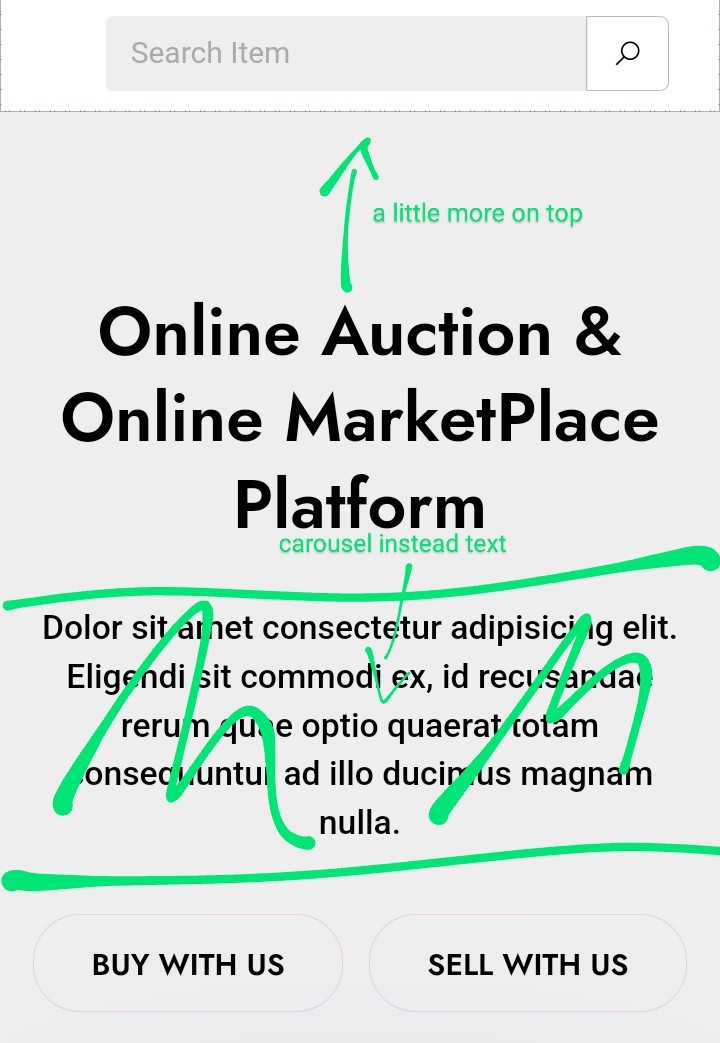 Search Item
a little more on top
Online Auction &
Online MarketPlace
Platform
carousel instead text
Dolor sit amet consectetur adipisicing elit.
Eligendi sit commodi ex, id recusandae
rerum quae optio quaerat totam
consequuntur ad illo ducimus magnam
nulla.
BUY WITH US
SELL WITH US